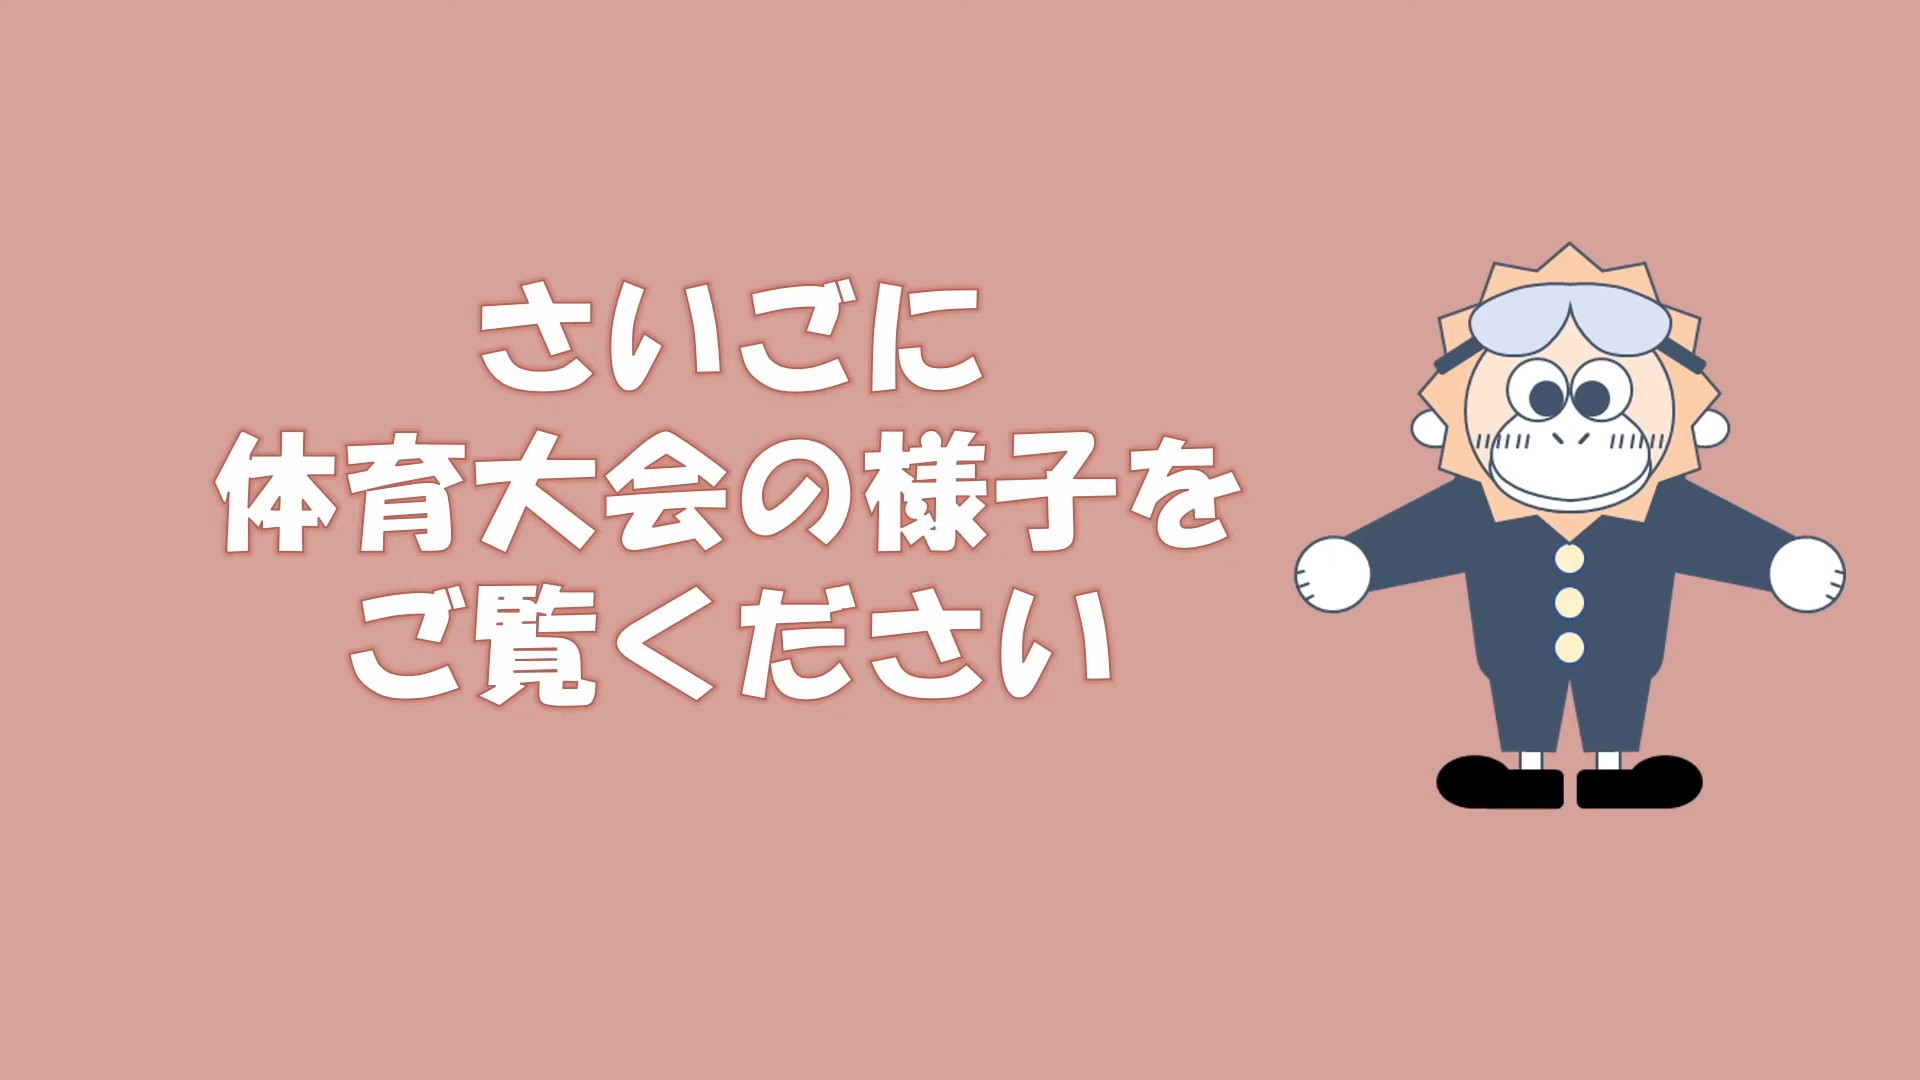 さいごに
体育大会の様子を
ご覧ください